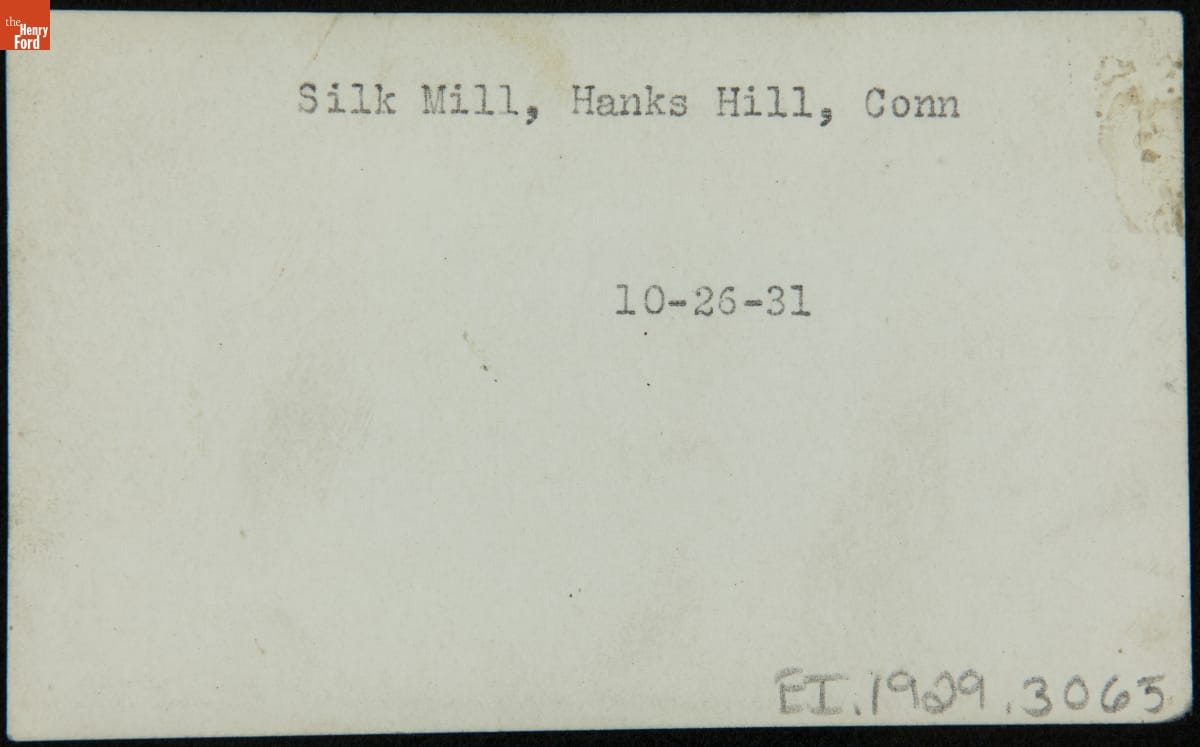 the
Henry
Ford
Silk Mill, Hanks Hill, Conn
10-26-31
EI.1929.3065